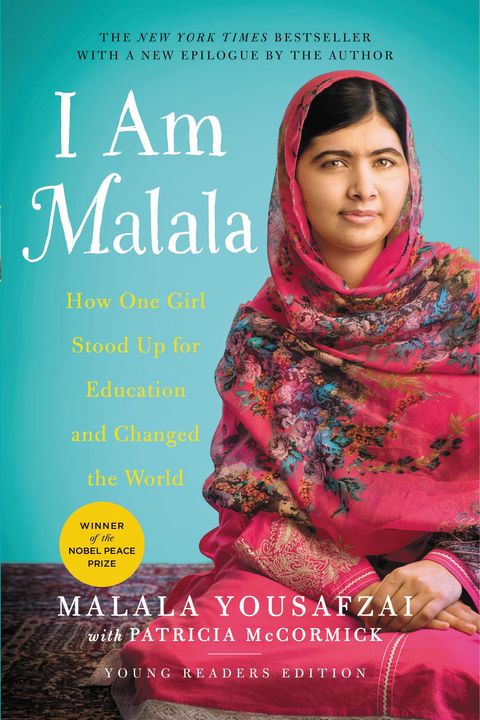 THE NEW YORK TIMES BESTSELLER
WITH A NEW EPILOGUE BY THE AUTHOR
I Am
Malala
How One Girl
Stood Up for
Education
and Changed
the World
WINNER
of the
NOBEL PEACE
PRIZE
MALALA YOUSAFZAI
with PATRICIA McCORMICK
YOUNG READERS EDITION